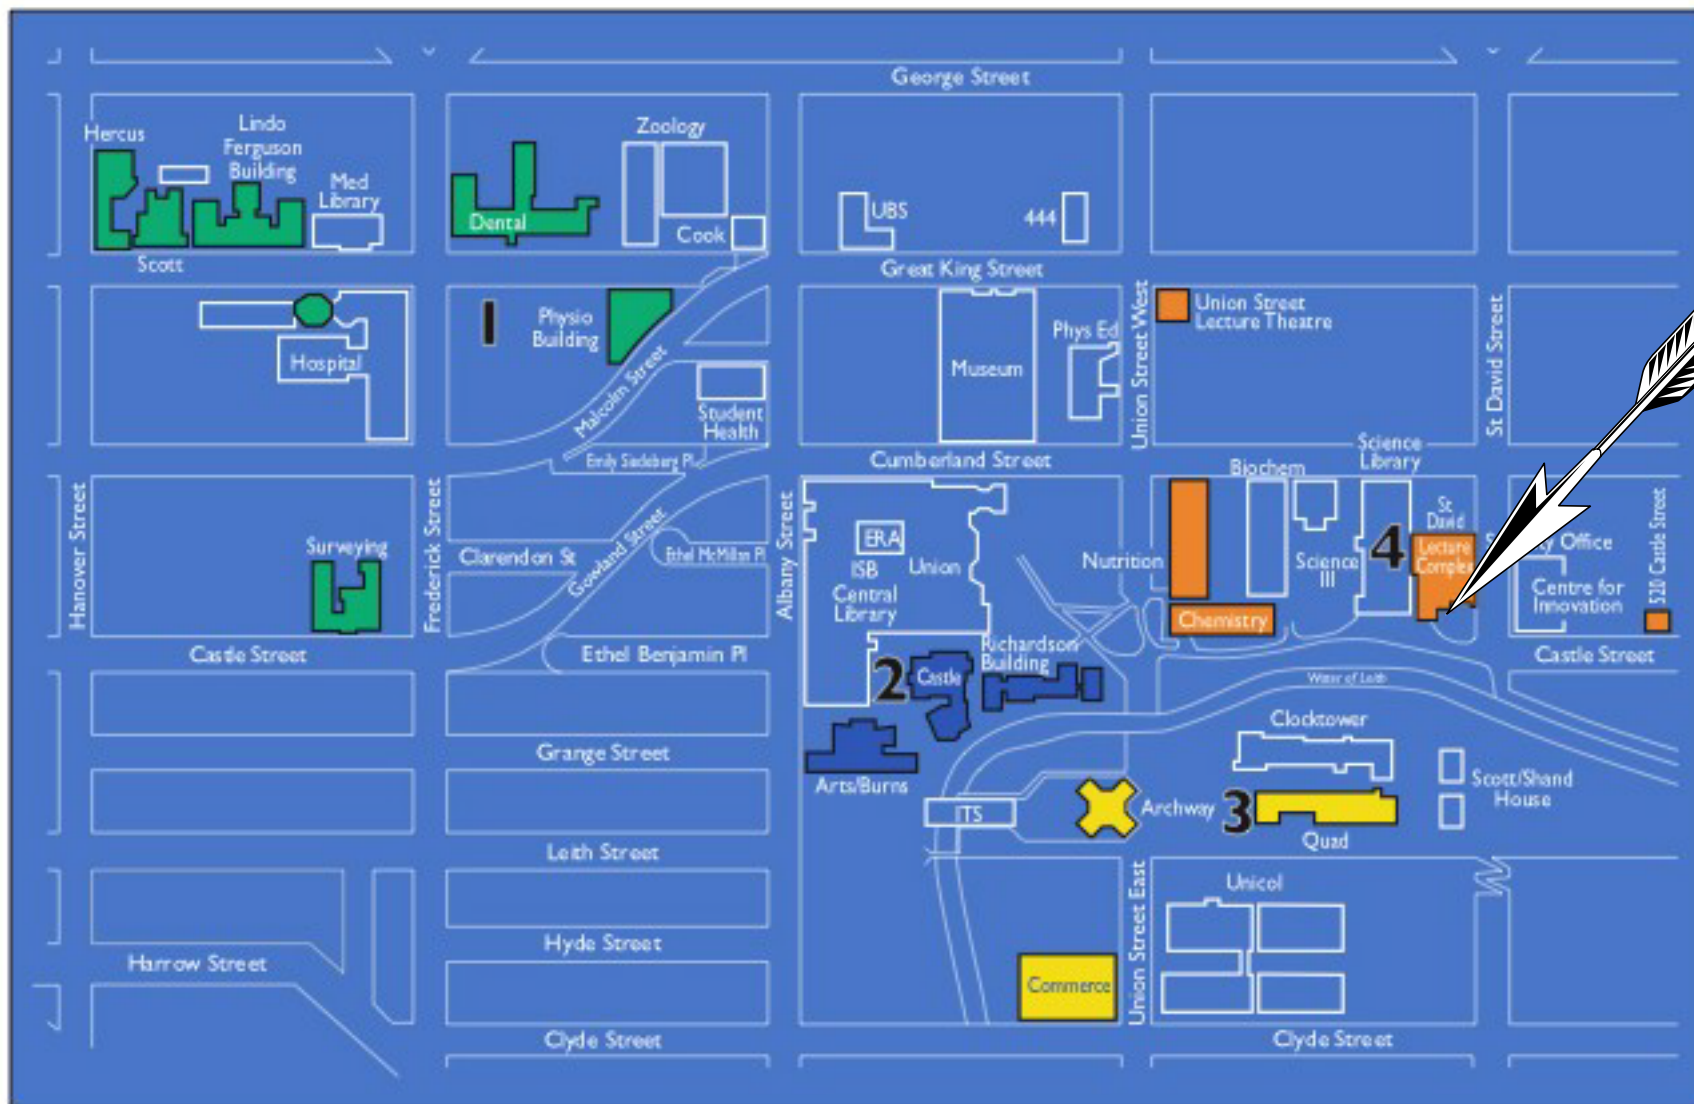 George Street
Hercus
Lindo
Ferguson
Building
Med
Library
Zoology
Dental
Cook
UBS
444
Scott
Great King Street
Hospital
1
Physio
Building
Malcolm Street
Student
Health
Museum
Phys Ed
Union Street West
Union Street
Lecture Theatre
St David Street
Emily Siedeberg Pl
Cumberland Street
Science
Library
Biochem
Hanover Street
Surveying
Frederick Street
Clarendon St
Gowland Street
Ethel McMillan Pl
Albany Street
ERA
ISB
Union
Central
Library
Nutrition
Science
III
4
St
David
Lecture
Complex
Office
Centre for
Innovation
520 Castle Street
Chemistry
Castle Street
Ethel Benjamin Pl
2
Castle
Richardson
Building
Castle Street
Water of Leith
Grange Street
Arts/Burns
Clocktower
ITS
Archway
3
Quad
Scott/Shand
House
Leith Street
Unicol
Union Street East
Hyde Street
Harrow Street
Commerce
Clyde Street
Clyde Street